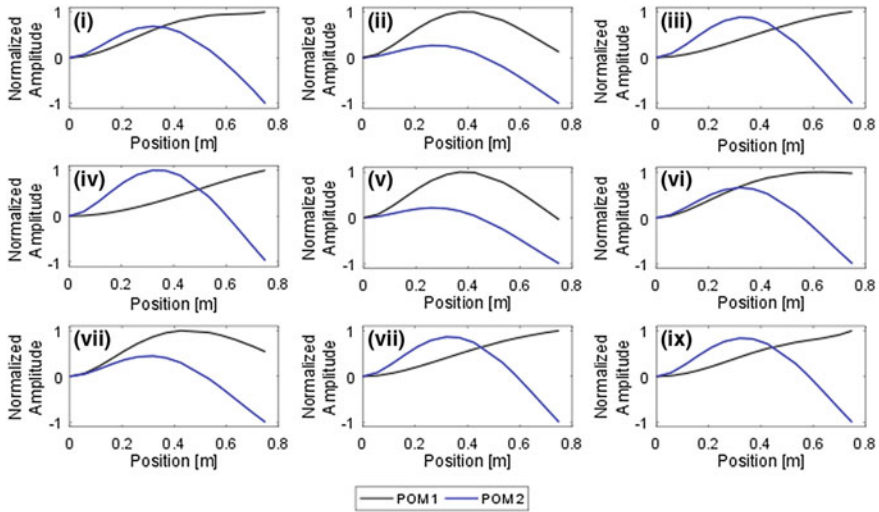 (i) (ii) (iii)
Normalized Amplitude
1
0
-1
0 0.2 0.4 0.6 0.8
Position [m]
Normalized Amplitude
1
0
-1
0 0.2 0.4 0.6 0.8
Position [m]
Normalized Amplitude
1
0
-1
0 0.2 0.4 0.6 0.8
Position [m]
(iv) (v) (vi)
Normalized Amplitude
1
0
-1
0 0.2 0.4 0.6 0.8
Position [m]
Normalized Amplitude
1
0
-1
0 0.2 0.4 0.6 0.8
Position [m]
Normalized Amplitude
1
0
-1
0 0.2 0.4 0.6 0.8
Position [m]
(vii) (vii) (ix)
Normalized Amplitude
1
0
-1
0 0.2 0.4 0.6 0.8
Position [m]
Normalized Amplitude
1
0
-1
0 0.2 0.4 0.6 0.8
Position [m]
Normalized Amplitude
1
0
-1
0 0.2 0.4 0.6 0.8
Position [m]
POM1 POM2